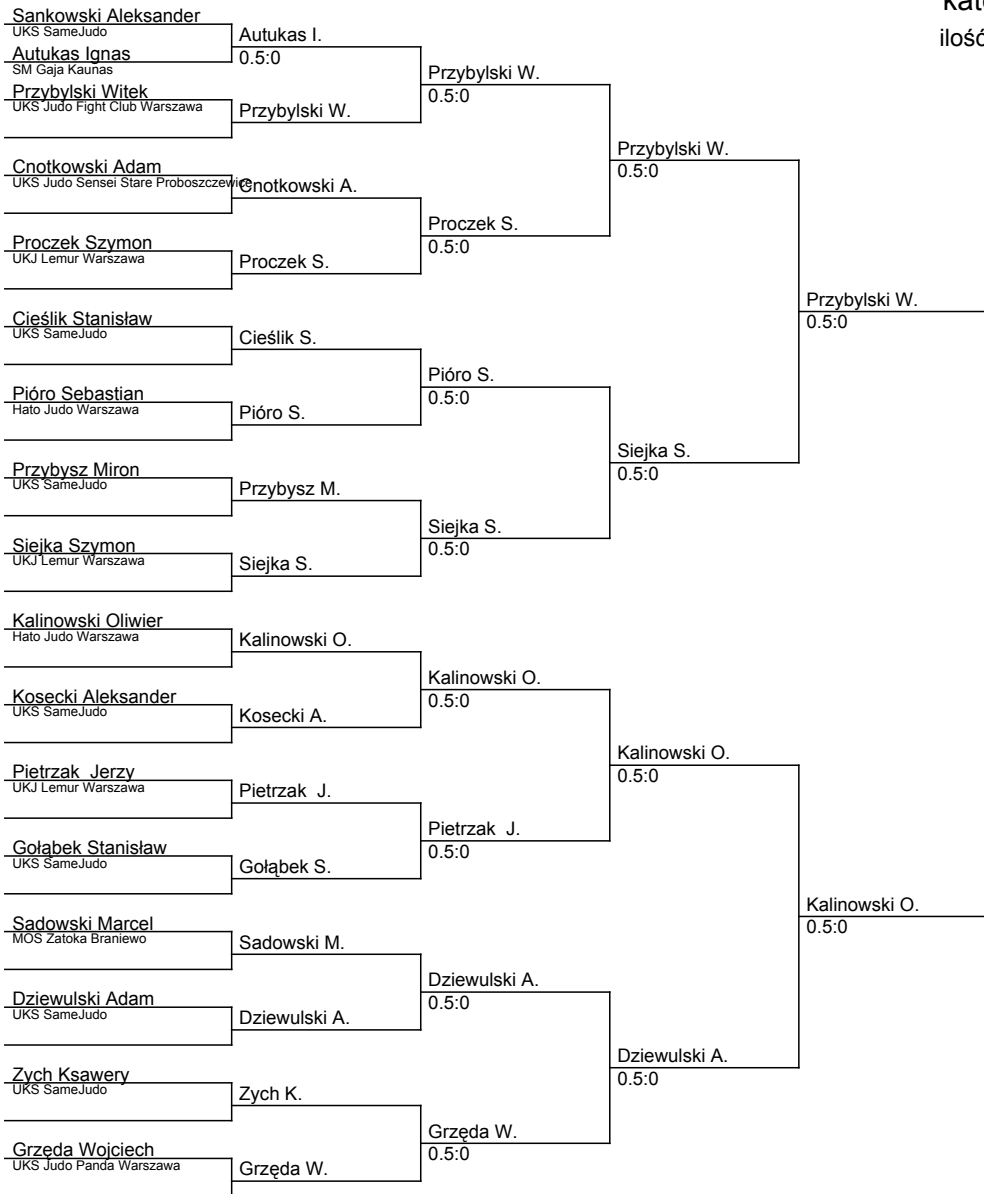 kat
ilość
Sankowski Aleksander
UKS SameJudo
Autukas Ignas
SM Gaja Kaunas
Przybylski Witek
UKS Judo Fight Club Warszawa
Cnotkowski Adam
UKS Judo Sensei Stare Proboszczewice
Proczek Szymon
UKJ Lemur Warszawa
Cieślik Stanisław
UKS SameJudo
Pióro Sebastian
Hato Judo Warszawa
Przybysz Miron
UKS SameJudo
Siejka Szymon
UKJ Lemur Warszawa
Kalinowski Oliwier
Hato Judo Warszawa
Kosecki Aleksander
UKS SameJudo
Pietrzak Jerzy
UKJ Lemur Warszawa
Gołąbek Stanisław
UKS SameJudo
Sadowski Marcel
MOS Zatoka Braniewo
Dziewulski Adam
UKS SameJudo
Zych Ksawery
UKS SameJudo
Grzęda Wojciech
UKS Judo Panda Warszawa
Autukas I.
0.5:0
Przybylski W.
Cnotkowski A.
Proczek S.
Cieślik S.
Pióro S.
Przybysz M.
Siejka S.
Kalinowski O.
Kosecki A.
Pietrzak J.
Gołąbek S.
Sadowski M.
Dziewulski A.
Zych K.
Grzęda W.
Przybylski W.
0.5:0
Proczek S.
0.5:0
Pióro S.
0.5:0
Siejka S.
0.5:0
Kalinowski O.
0.5:0
Pietrzak J.
0.5:0
Dziewulski A.
0.5:0
Grzęda W.
0.5:0
Przybylski W.
0.5:0
Siejka S.
0.5:0
Kalinowski O.
0.5:0
Dziewulski A.
0.5:0
Przybylski W.
0.5:0
Kalinowski O.
0.5:0